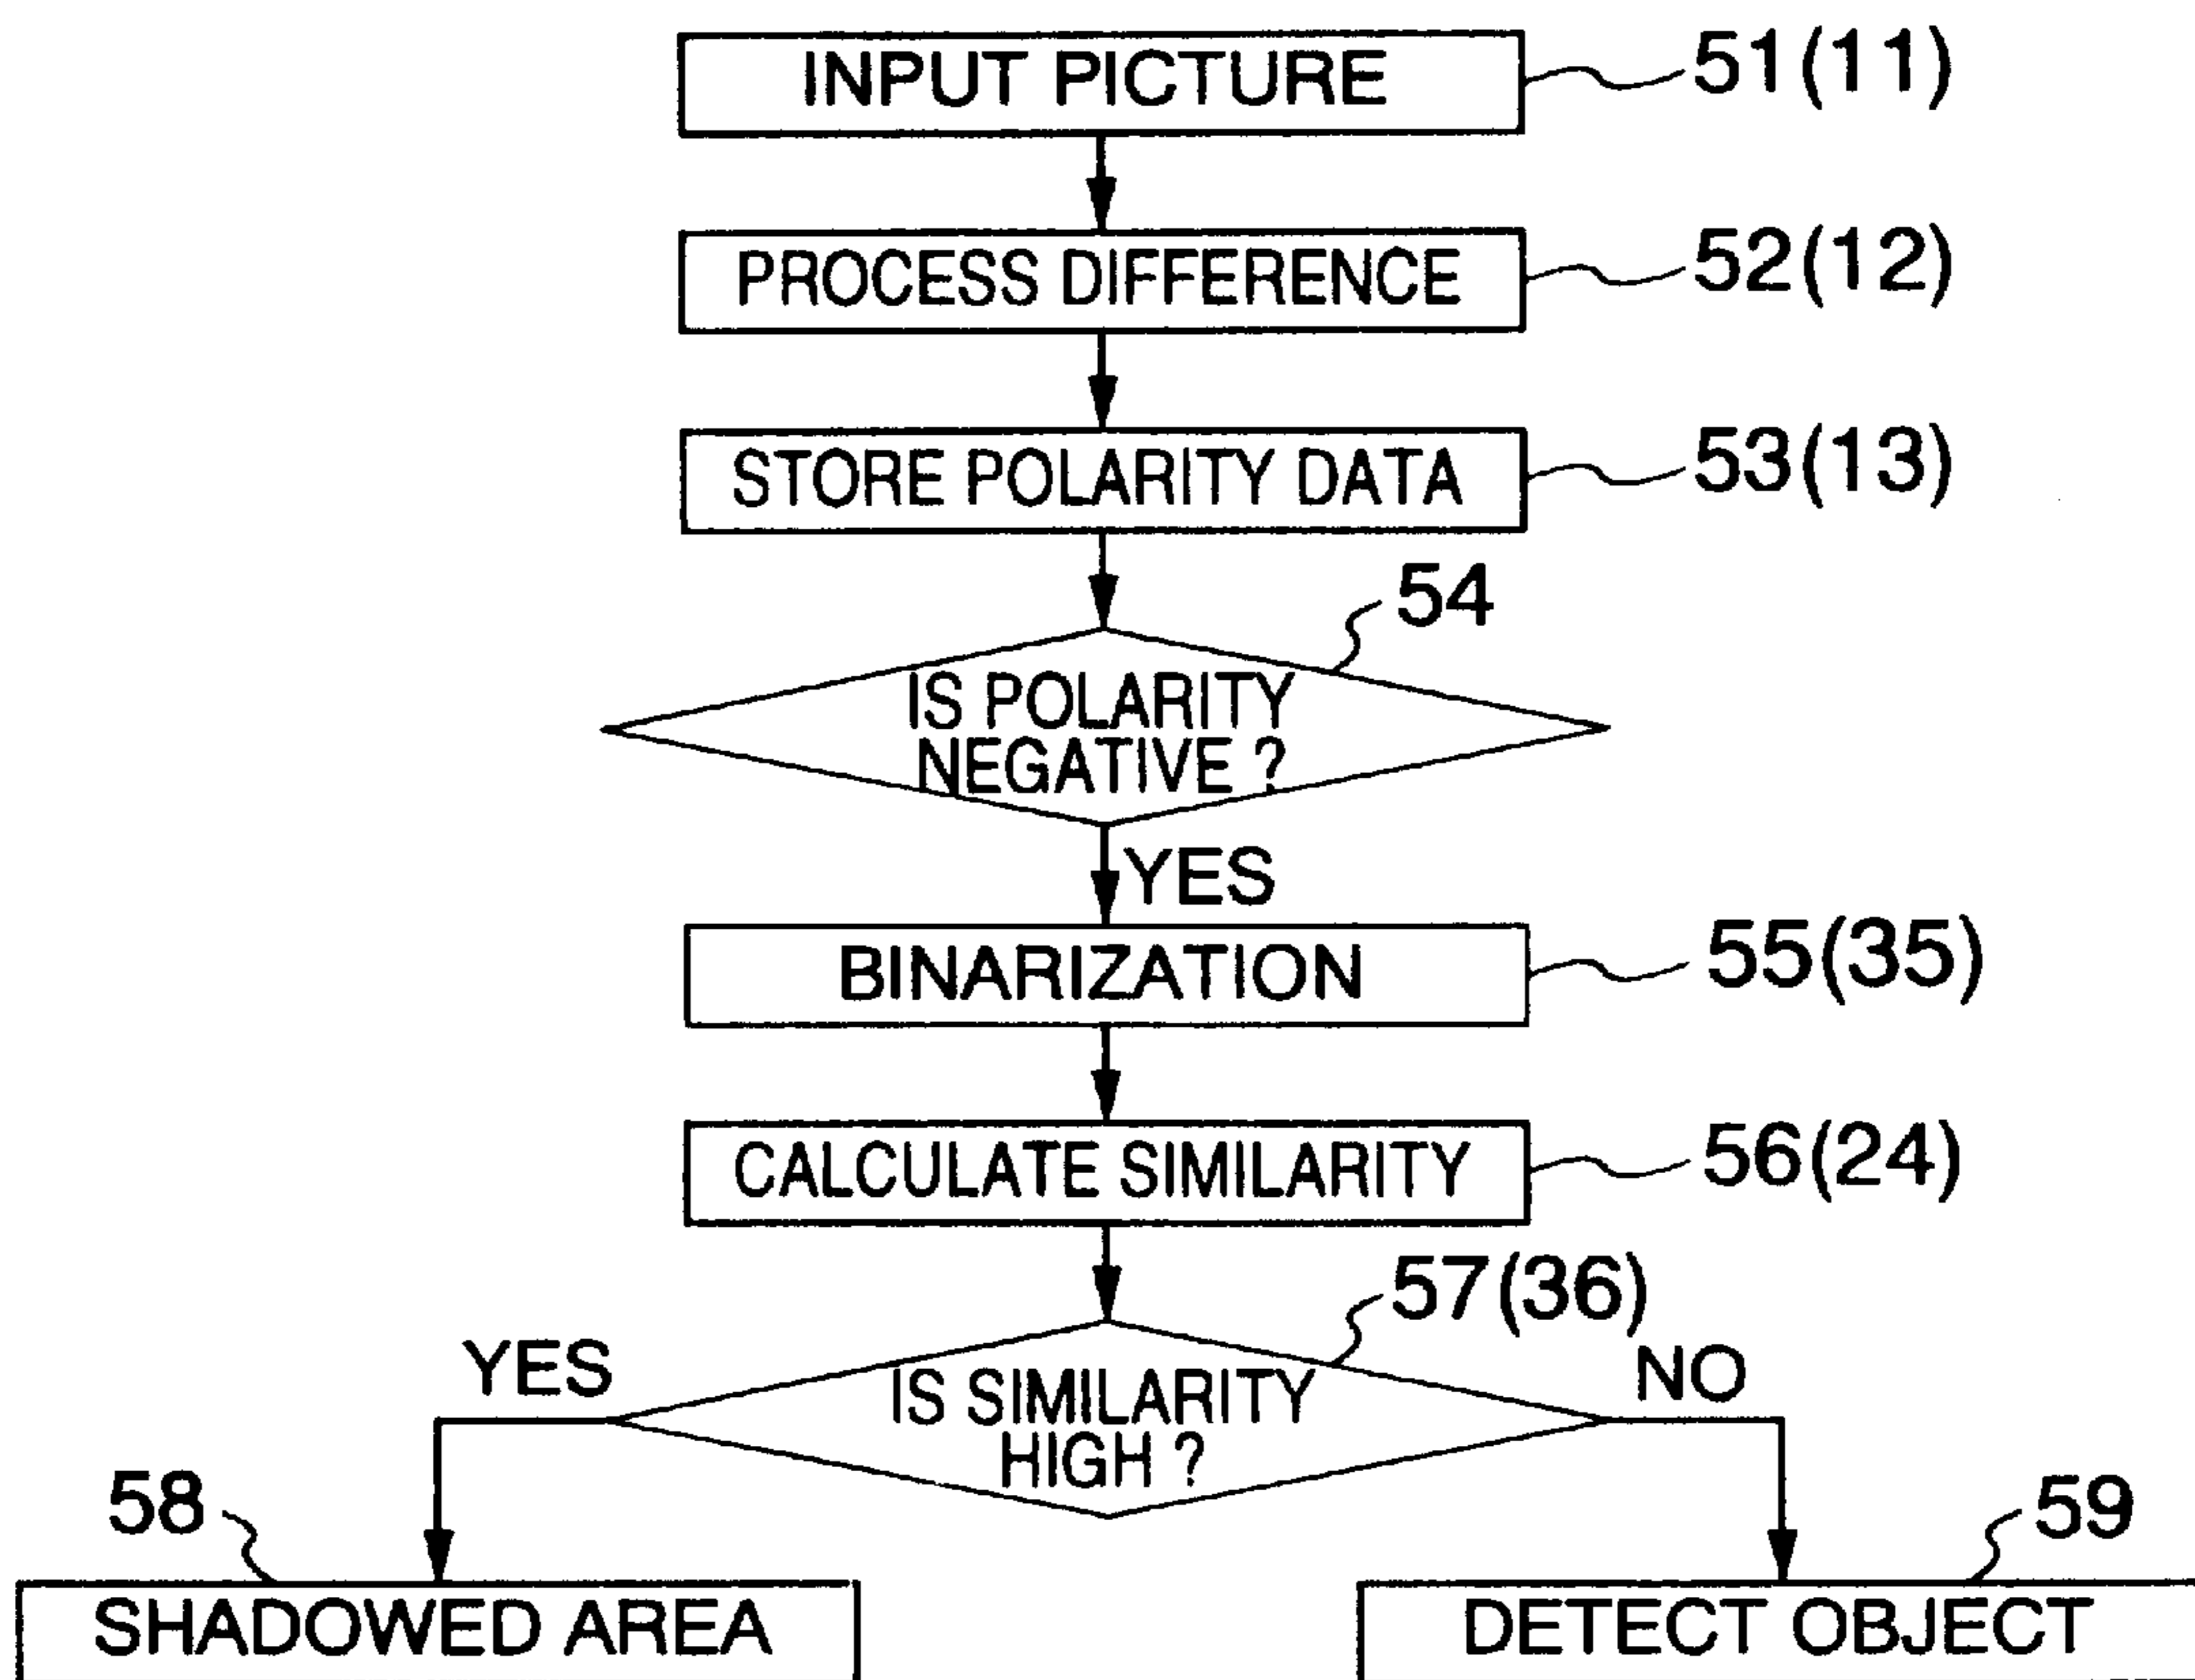 INPUT PICTURE
51(11)
PROCESS DIFFERENCE
52(12)
STORE POLARITY DATA
53(13)
54
IS POLARITY
NEGATIVE ?
YES
BINARIZATION
55(35)
CALCULATE SIMILARITY
56(24)
57(36)
YES
NO
IS SIMILARITY
HIGH ?
58
59
SHADOWED AREA
DETECT OBJECT